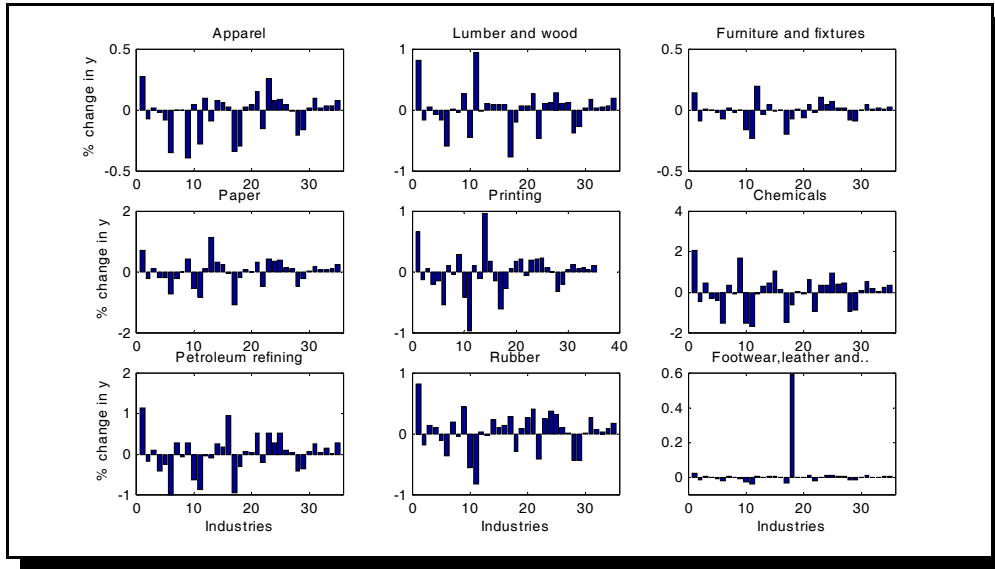 Apparel
Lumber and wood
Furniture and fixtures
0.5
0
-0.5
% change in y
0 10 20 30
1
0
-1
0 10 20 30
0.5
0
-0.5
0 10 20 30
Paper
Printing
Chemicals
2
0
-2
% change in y
0 10 20 30
1
0
-1
0 10 20 30 40
4
2
0
-2
0 10 20 30
Petroleum refining
Rubber
Footwear,leather and..
2
1
0
-1
% change in y
0 10 20 30
Industries
1
0
-1
0 10 20 30
0.6
0.4
0.2
0
0 10 20 30
Industries